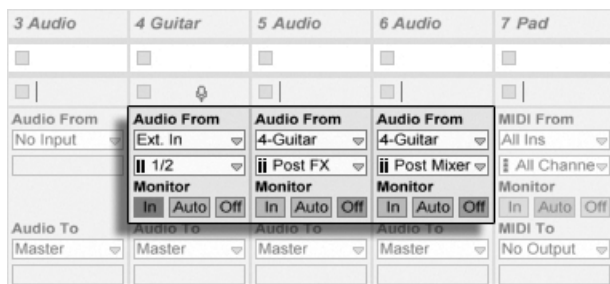 3 Audio 4 Guitar 5 Audio 6 Audio 7 Pad
Audio From Audio From Audio From Audio From MIDI From
No Input Ext. In 4-Guitar 4-Guitar All Ins
1/2 Post FX Post Mixer All Channe
Monitor Monitor Monitor Monitor
In Auto Off In Auto Off In Auto Off In Auto Off
Audio To Audio To Audio To Audio To MIDI To
Master Master Master Master No Output